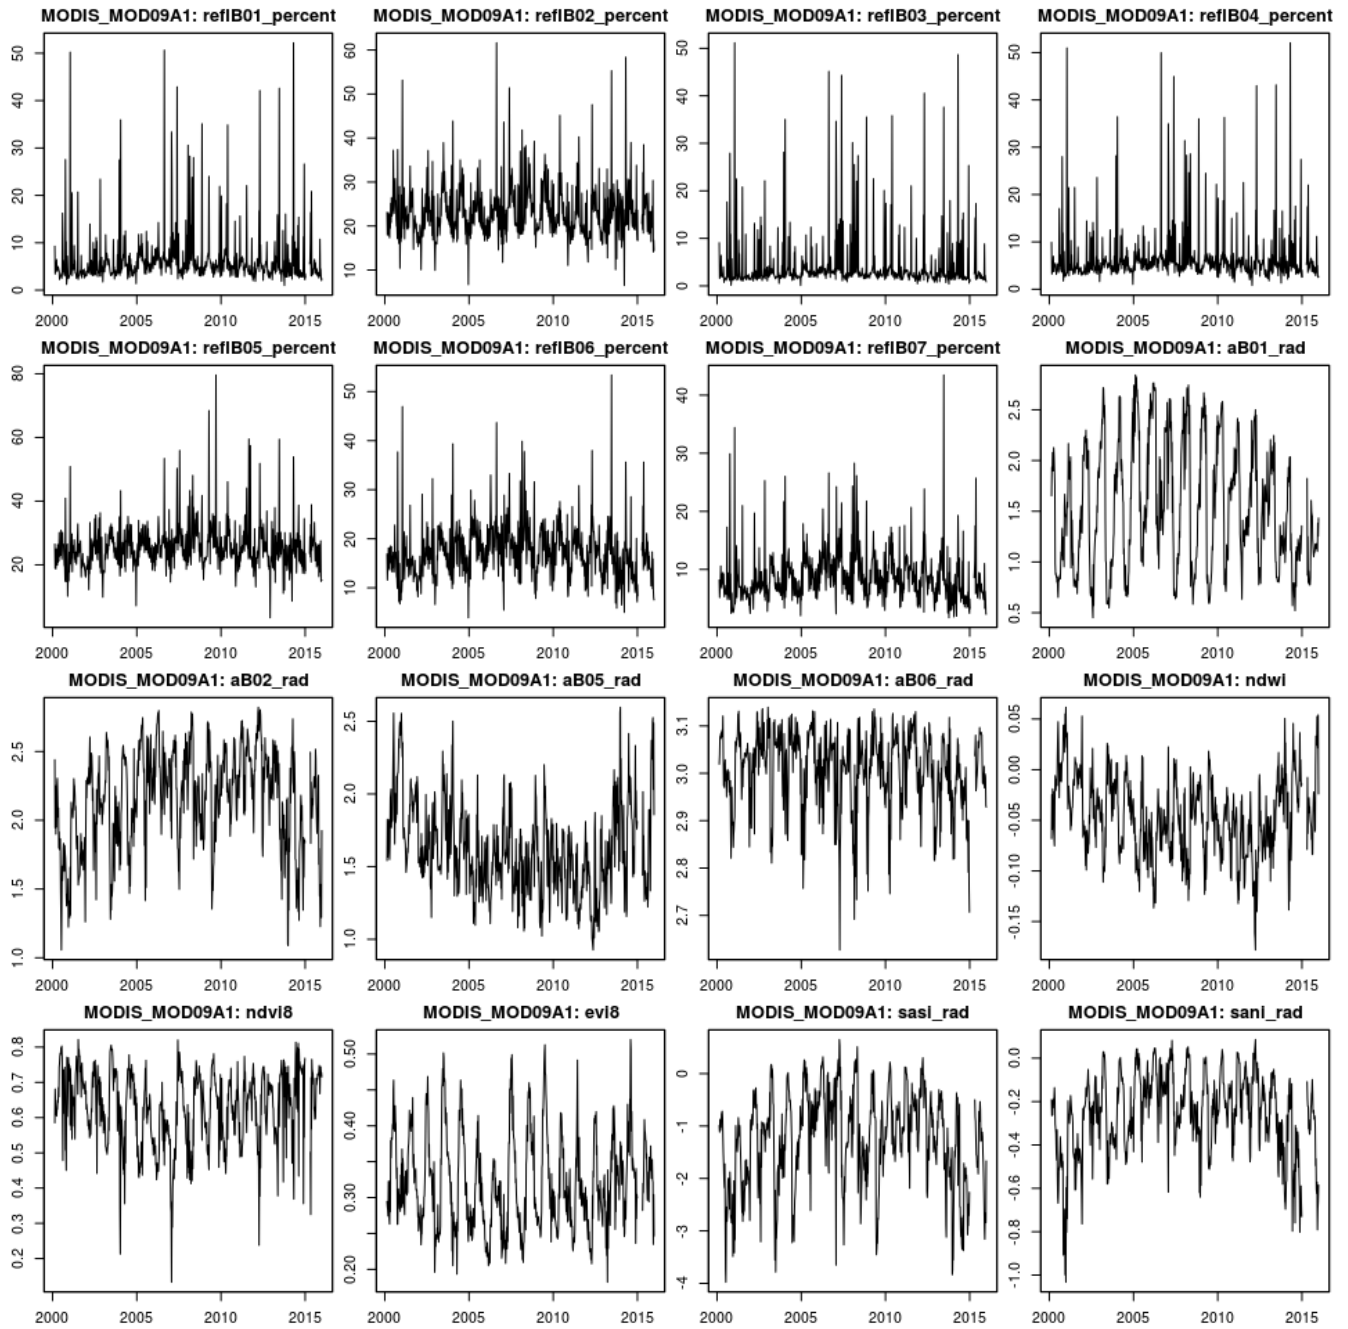 MODIS_MOD09A1: reflB01_percent MODIS_MOD09A1: reflB02_percent MODIS_MOD09A1: reflB03_percent MODIS_MOD09A1: reflB04_percent
0 10 20 30 40 50 10 20 30 40 50 60 0 10 20 30 40 50 0 10 20 30 40 50
2000 2005 2010 2015 2000 2005 2010 2015 2000 2005 2010 2015 2000 2005 2010 2015
MODIS_MOD09A1: reflB05_percent MODIS_MOD09A1: reflB06_percent MODIS_MOD09A1: reflB07_percent MODIS_MOD09A1: aB01_rad
20 40 60 80 10 20 30 40 50 10 20 30 40 0.5 1.0 1.5 2.0 2.5
2000 2005 2010 2015 2000 2005 2010 2015 2000 2005 2010 2015 2000 2005 2010 2015
MODIS_MOD09A1: aB02_rad MODIS_MOD09A1: aB05_rad MODIS_MOD09A1: aB06_rad MODIS_MOD09A1: ndwi
1.0 1.5 2.0 2.5 1.0 1.5 2.0 2.5 2.7 2.8 2.9 3.0 3.1 -0.15 -0.10 -0.05 0.00 0.05
2000 2005 2010 2015 2000 2005 2010 2015 2000 2005 2010 2015 2000 2005 2010 2015
MODIS_MOD09A1: ndvi8 MODIS_MOD09A1: evi8 MODIS_MOD09A1: sasi_rad MODIS_MOD09A1: sani_rad
0.2 0.3 0.4 0.5 0.6 0.7 0.8 0.20 0.30 0.40 0.50 -4 -3 -2 -1 0 -1.0 -0.8 -0.6 -0.4 -0.2 0.0
2000 2005 2010 2015 2000 2005 2010 2015 2000 2005 2010 2015 2000 2005 2010 2015